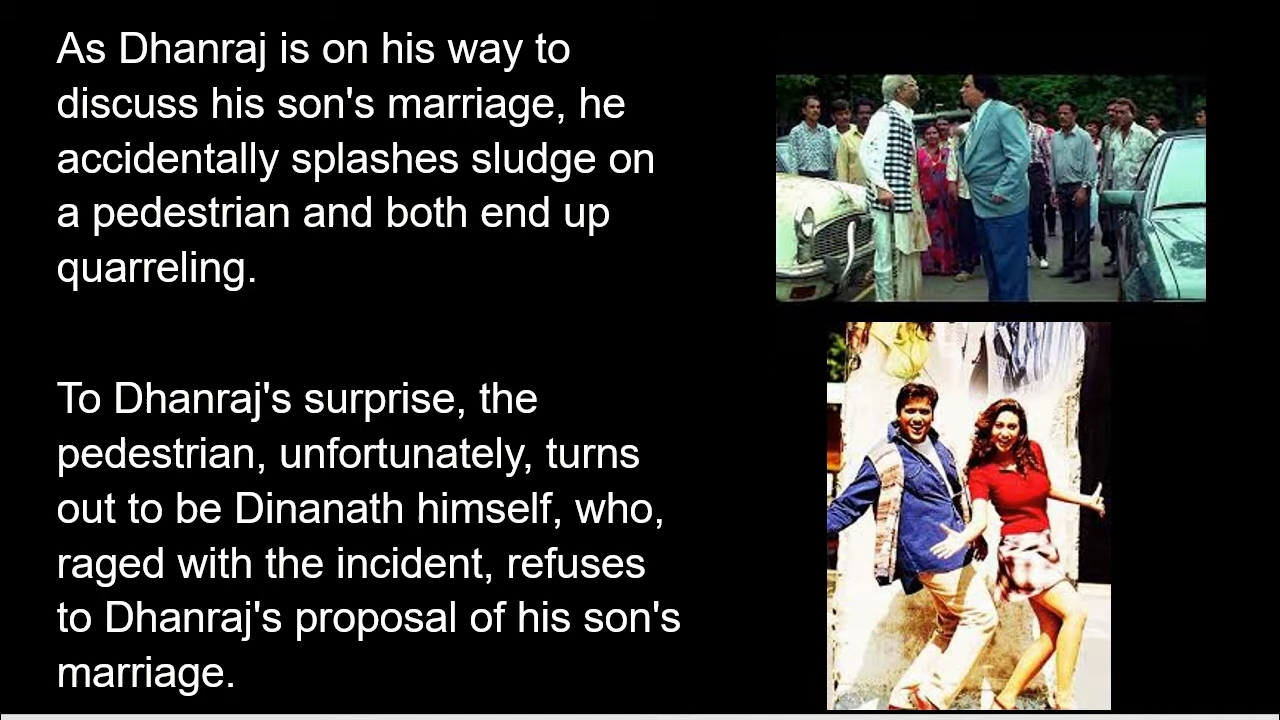 As Dhanraj is on his way to
discuss his son's marriage, he
accidentally splashes sludge on
a pedestrian and both end up
quarreling.
To Dhanraj's surprise, the
pedestrian, unfortunately, turns
out to be Dinanath himself, who,
raged with the incident, refuses
to Dhanraj's proposal of his son's
marriage.